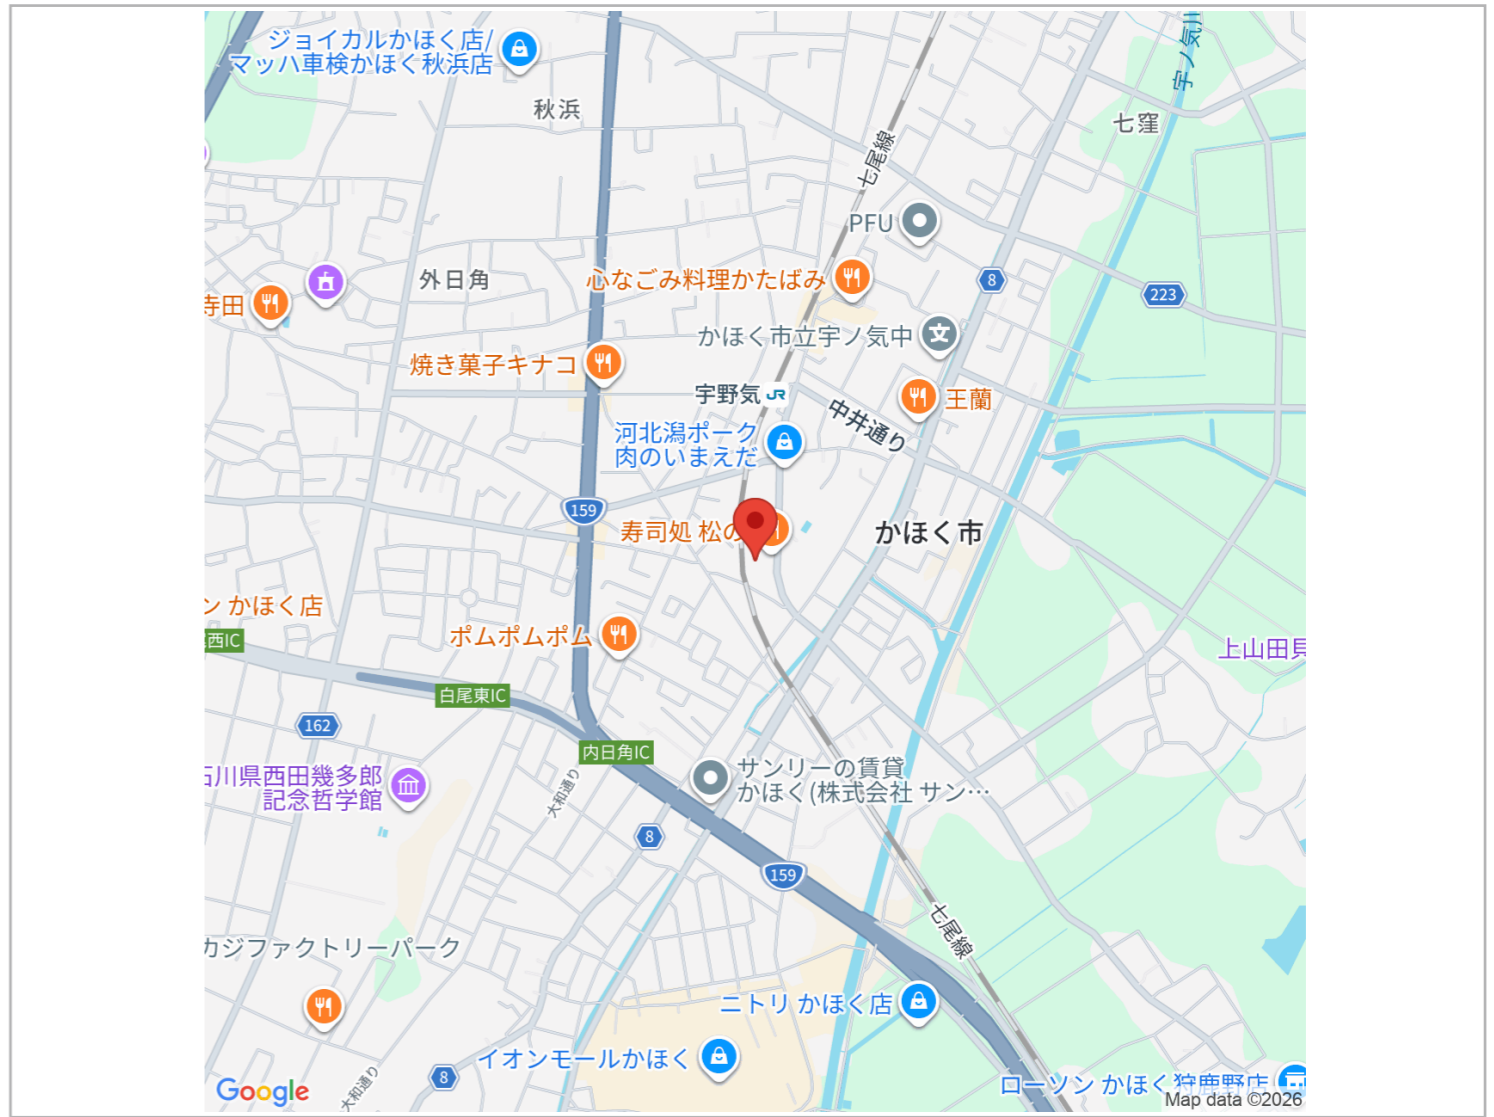 ジョイカルかほく店/
マッハ車検かほく秋浜店
秋浜
宇ノ気川
七窪
七尾線
PFU
8
223
外日角
寺田
心なごみ料理かたばみ
かほく市立宇ノ気中
焼き菓子キナコ
宇野気
JR
王蘭
中井通り
河北潟ポーク
肉のいまえだ
159
寿司処 松の
かほく市
ン かほく店
西IC
ポムポムポム
上山田貝
白尾東IC
162
内日角IC
石川県西田幾多郎
記念哲学館
大和通り
サンリーの賃貸
かほく(株式会社 サン…
8
159
カジファクトリーパーク
七尾線
ニトリ かほく店
イオンモールかほく
8
大和通り
ローソン かほく狩鹿野店
Google
Map data ©2026